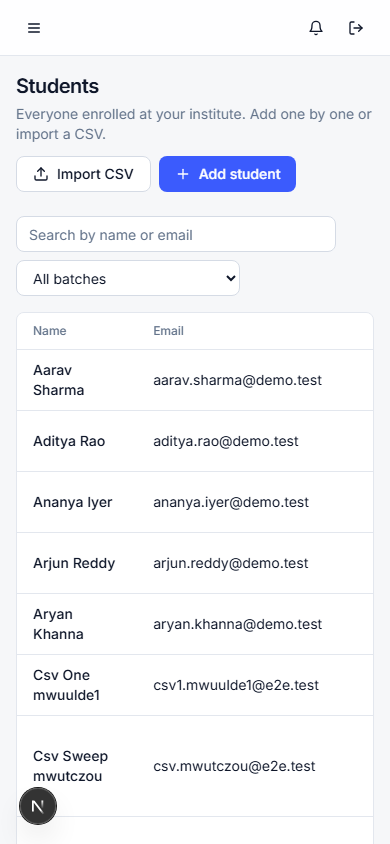 Students
Everyone enrolled at your institute. Add one by one or
import a CSV.
Import CSV
Add student
Search by name or email
All batches
Name Email
Aarav
Sharma
aarav.sharma@demo.test
Aditya Rao aditya.rao@demo.test
Ananya Iyer ananya.iyer@demo.test
Arjun Reddy arjun.reddy@demo.test
Aryan
Khanna
aryan.khanna@demo.test
Csv One
mwuulde1
csv1.mwuulde1@e2e.test
Csv Sweep
mwutczou
csv.mwutczou@e2e.test
N